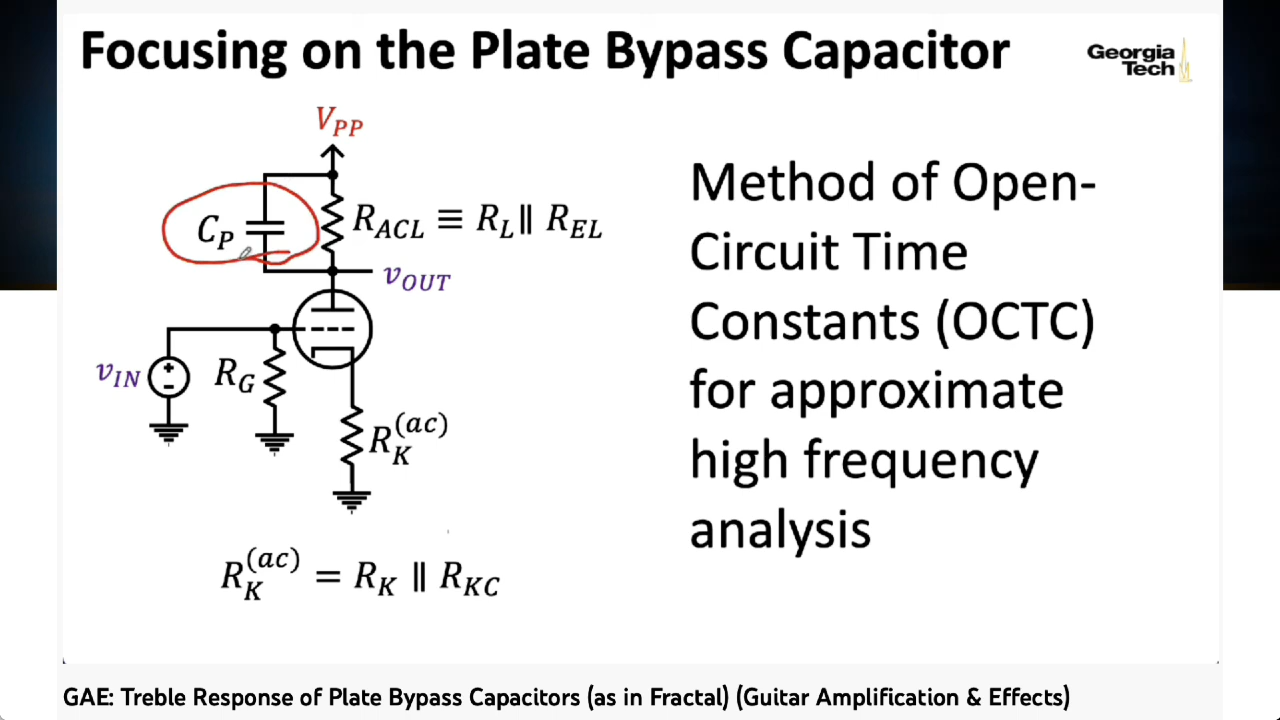 Focusing on the Plate Bypass Capacitor
Georgia
Tech
V_PP
C_P
R_ACL ≡ R_L ∥ R_EL
v_OUT
v_IN
R_G
R_K^(ac)
R_K^(ac) = R_K ∥ R_KC
Method of Open-
Circuit Time
Constants (OCTC)
for approximate
high frequency
analysis
GAE: Treble Response of Plate Bypass Capacitors (as in Fractal) (Guitar Amplification & Effects)